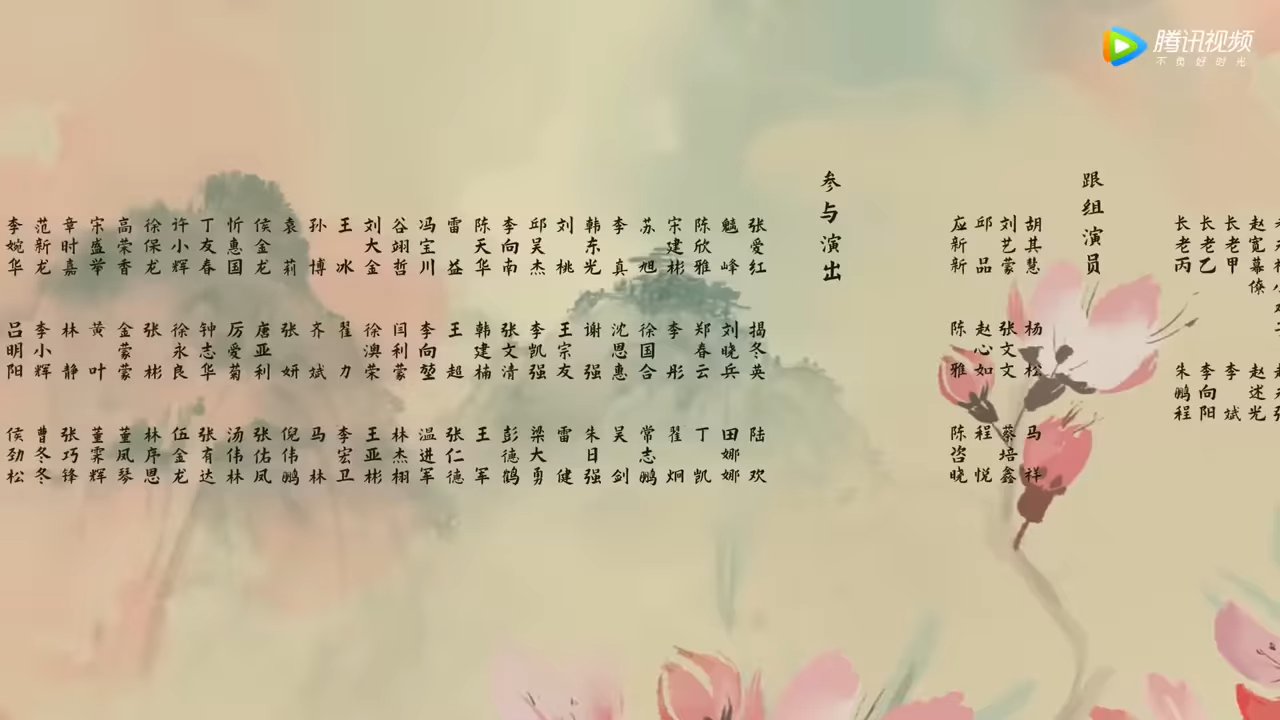 腾讯视频
不负好时光
赵宽幕僚 赵述光
长老甲 李斌
长老乙 李向阳
长老丙 朱鹏程
跟组演员
胡其慧 杨松 马祥
刘艺蒙 张文文 蔡培鑫
邱品 赵心如 程悦
应新新 陈雅 陈咨晓
参与演出
张爱红 揭冬英 陆欢
魏峰 刘晓兵 田娜娜
陈欣雅 郑春云 丁凯
宋建彬 李彤 翟炯
苏旭 徐国合 常志鹏
李真 沈思惠 吴剑
韩东光 谢强 朱日强
刘桃 王宗友 雷健
邱吴杰 李凯强 梁大勇
李向南 张文清 彭德鹤
陈天华 韩建楠 王军
雷益 王超 张仁德
冯宝川 李向堃 温进军
谷翊哲 闫利蒙 林杰栩
刘大金 徐澳荣 王亚彬
王冰 翟力 李宏卫
孙博 齐斌 马林
袁莉 张妍 倪伟鹏
侯金龙 唐亚利 张佑凤
忻惠国 厉爱菊 汤伟林
丁友春 钟志华 张有达
许小辉 徐永良 伍金龙
徐保龙 张彬 林序思
高荣香 金蒙蒙 董凤琴
宋盛举 黄叶 董霁辉
章时嘉 林静 张巧锋
范新龙 李小辉 曹冬冬
李婉华 吕明阳 侯劲松